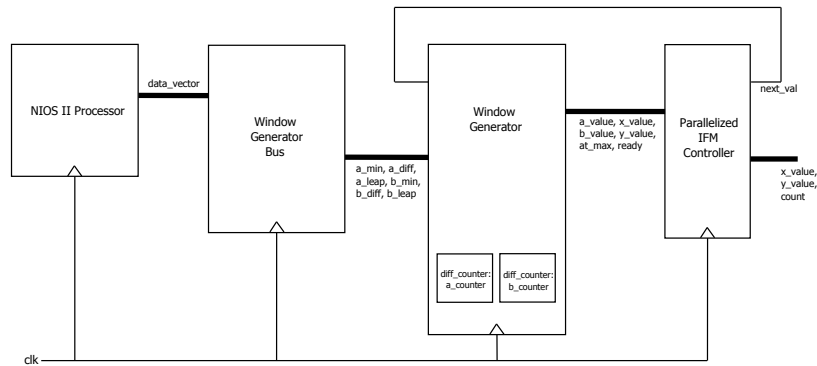 NIOS II Processor
data_vector
Window
Generator
Bus
a_min, a_diff,
a_leap, b_min,
b_diff, b_leap
Window
Generator
diff_counter:
a_counter
diff_counter:
b_counter
a_value, x_value,
b_value, y_value,
at_max, ready
Parallelized
IFM
Controller
next_val
x_value,
y_value,
count
clk